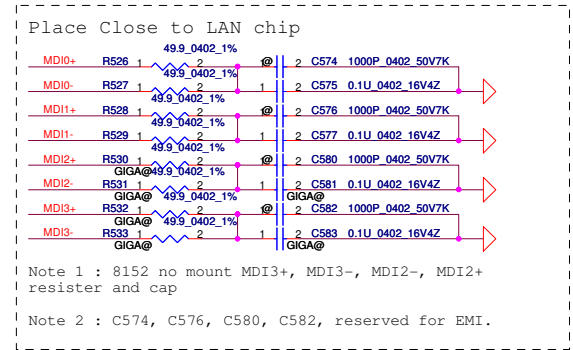 Place Close to LAN chip
49.9_0402_1%
MDI0+ R526 1 2 1 @ 2 C574 1000P_0402_50V7K
49.9_0402_1%
MDI0- R527 1 2 1 2 C575 0.1U_0402_16V4Z
49.9_0402_1%
MDI1+ R528 1 2 1 @ 2 C576 1000P_0402_50V7K
49.9_0402_1%
MDI1- R529 1 2 1 2 C577 0.1U_0402_16V4Z
49.9_0402_1%
MDI2+ R530 1 2 1 @ 2 C580 1000P_0402_50V7K
GIGA@ 49.9_0402_1%
MDI2- R531 1 2 1 2 C581 0.1U_0402_16V4Z
GIGA@ 49.9_0402_1% GIGA@
MDI3+ R532 1 2 1 @ 2 C582 1000P_0402_50V7K
GIGA@ 49.9_0402_1%
MDI3- R533 1 2 1 2 C583 0.1U_0402_16V4Z
GIGA@ GIGA@
Note 1 : 8152 no mount MDI3+, MDI3-, MDI2-, MDI2+
resister and cap
Note 2 : C574, C576, C580, C582, reserved for EMI.